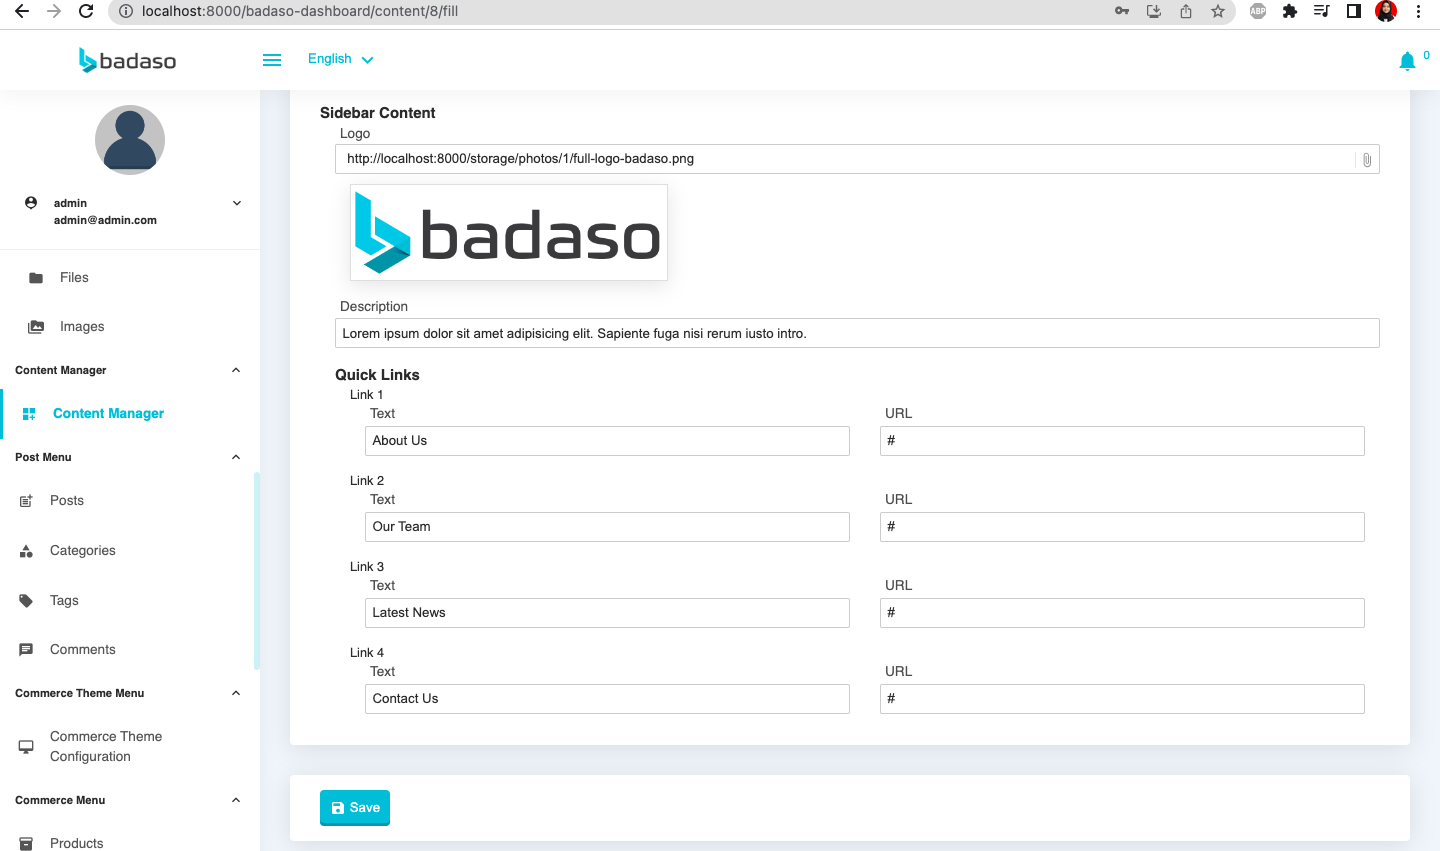 localhost:8000/badaso-dashboard/content/8/fill
ABP
badaso
English
0
admin
admin@admin.com
Files
Images
Content Manager
Content Manager
Post Menu
Posts
Categories
Tags
Comments
Commerce Theme Menu
Commerce Theme
Configuration
Commerce Menu
Products
Sidebar Content
Logo
http://localhost:8000/storage/photos/1/full-logo-badaso.png
badaso
Description
Lorem ipsum dolor sit amet adipisicing elit. Sapiente fuga nisi rerum iusto intro.
Quick Links
Link 1
Text URL
About Us #
Link 2
Text URL
Our Team #
Link 3
Text URL
Latest News #
Link 4
Text URL
Contact Us #
Save